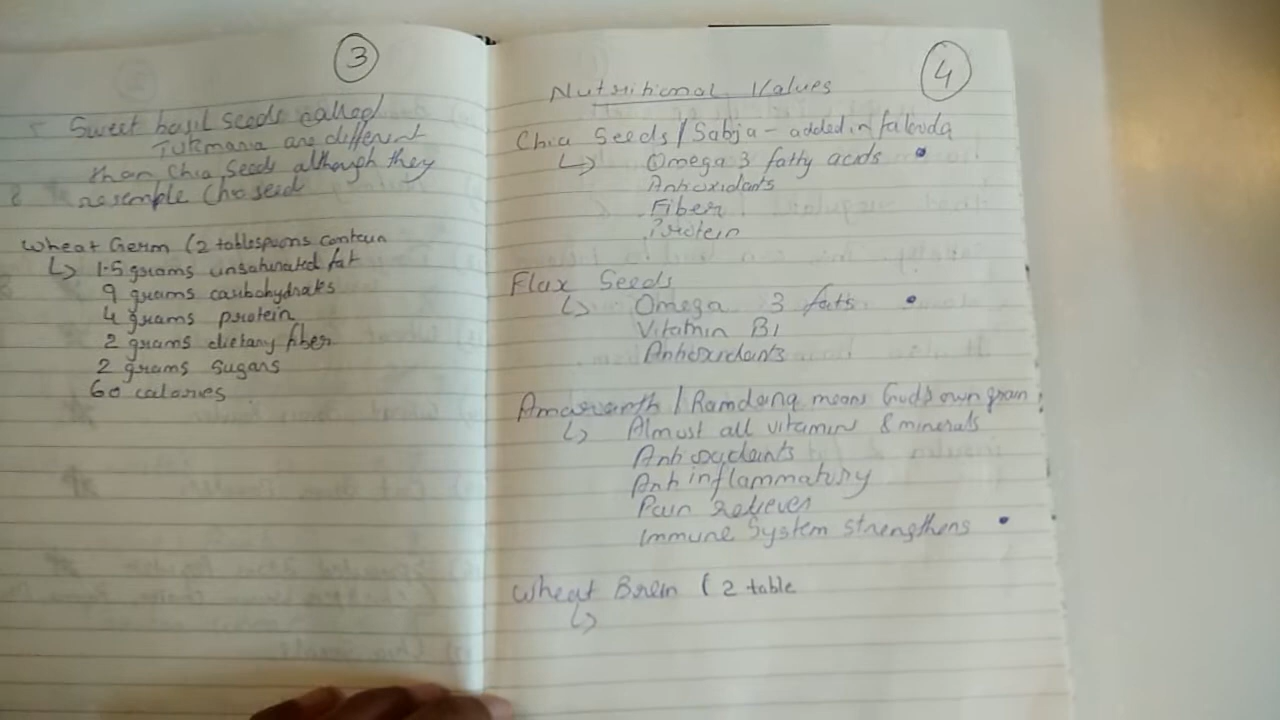 3
Sweet basil seeds called
Tukmaria are different
than Chia Seeds although they
resemble Chia seed
Wheat Germ (2 tablespoons contain
↳ 1.5 grams unsaturated fat
9 grams carbohydrates
4 grams protein
2 grams dietary fiber
2 grams sugars
60 calories
4
Nutritional Values
Chia Seeds / Sabja - added in falouda
↳ Omega 3 fatty acids •
Antioxidants
Fiber
Protein
Flax Seeds
↳ Omega 3 fats •
Vitamin B1
Antioxidants
Amaranth / Ramdana means God's own grain
↳ Almost all vitamins & minerals
Antioxydants
Antiinflammatory
Pain reliever
Immune System strengthens •
Wheat Bran ( 2 table
↳